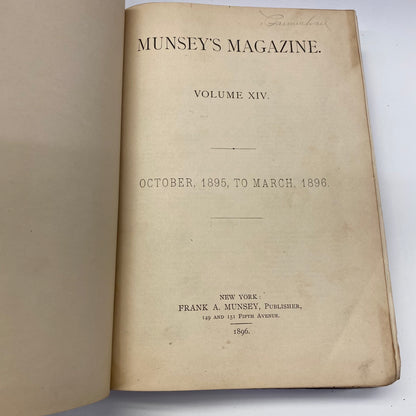 MUNSEY'S MAGAZINE.
VOLUME XIV.
OCTOBER, 1895, TO MARCH, 1896.
NEW YORK:
FRANK A. MUNSEY, PUBLISHER,
149 AND 151 FIFTH AVENUE.
1896.